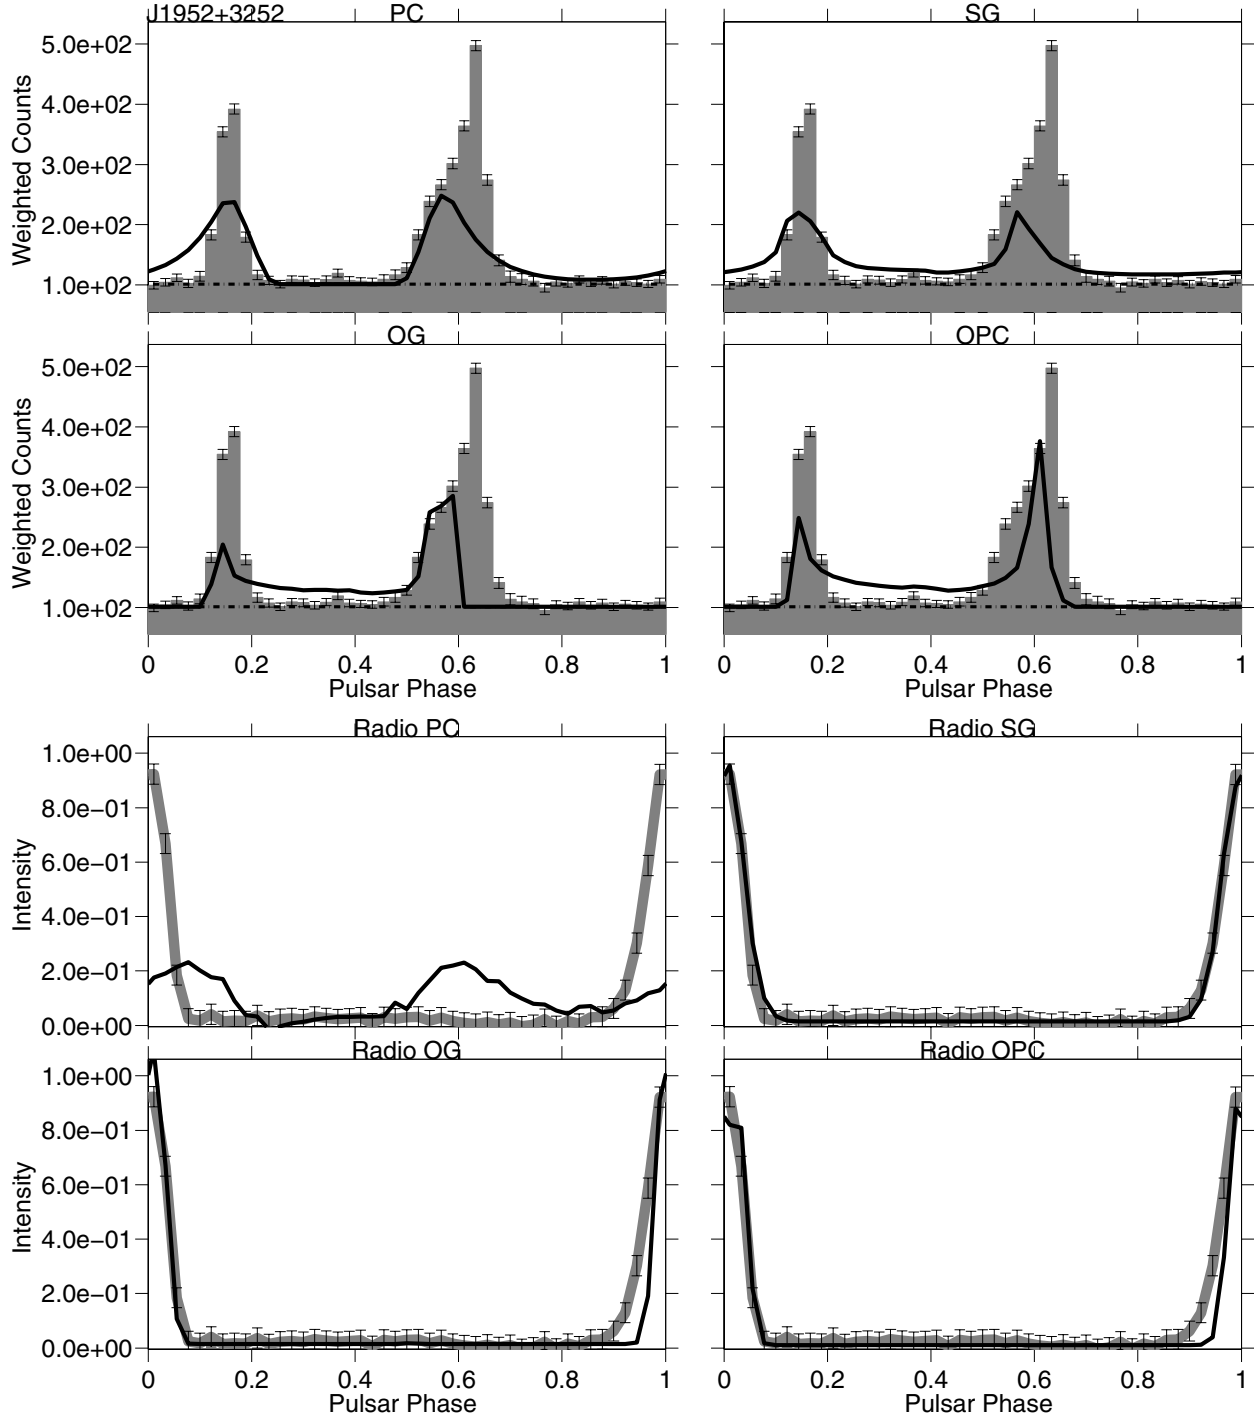 J1952+3252 PC SG
5.0e+02
4.0e+02
3.0e+02
2.0e+02
1.0e+02
Weighted Counts
OG OPC
5.0e+02
4.0e+02
3.0e+02
2.0e+02
1.0e+02
Weighted Counts
0 0.2 0.4 0.6 0.8 1 0 0.2 0.4 0.6 0.8 1
Pulsar Phase Pulsar Phase
Radio PC Radio SG
1.0e+00
8.0e−01
6.0e−01
4.0e−01
2.0e−01
0.0e+00
Intensity
Radio OG Radio OPC
1.0e+00
8.0e−01
6.0e−01
4.0e−01
2.0e−01
0.0e+00
Intensity
0 0.2 0.4 0.6 0.8 1 0 0.2 0.4 0.6 0.8 1
Pulsar Phase Pulsar Phase